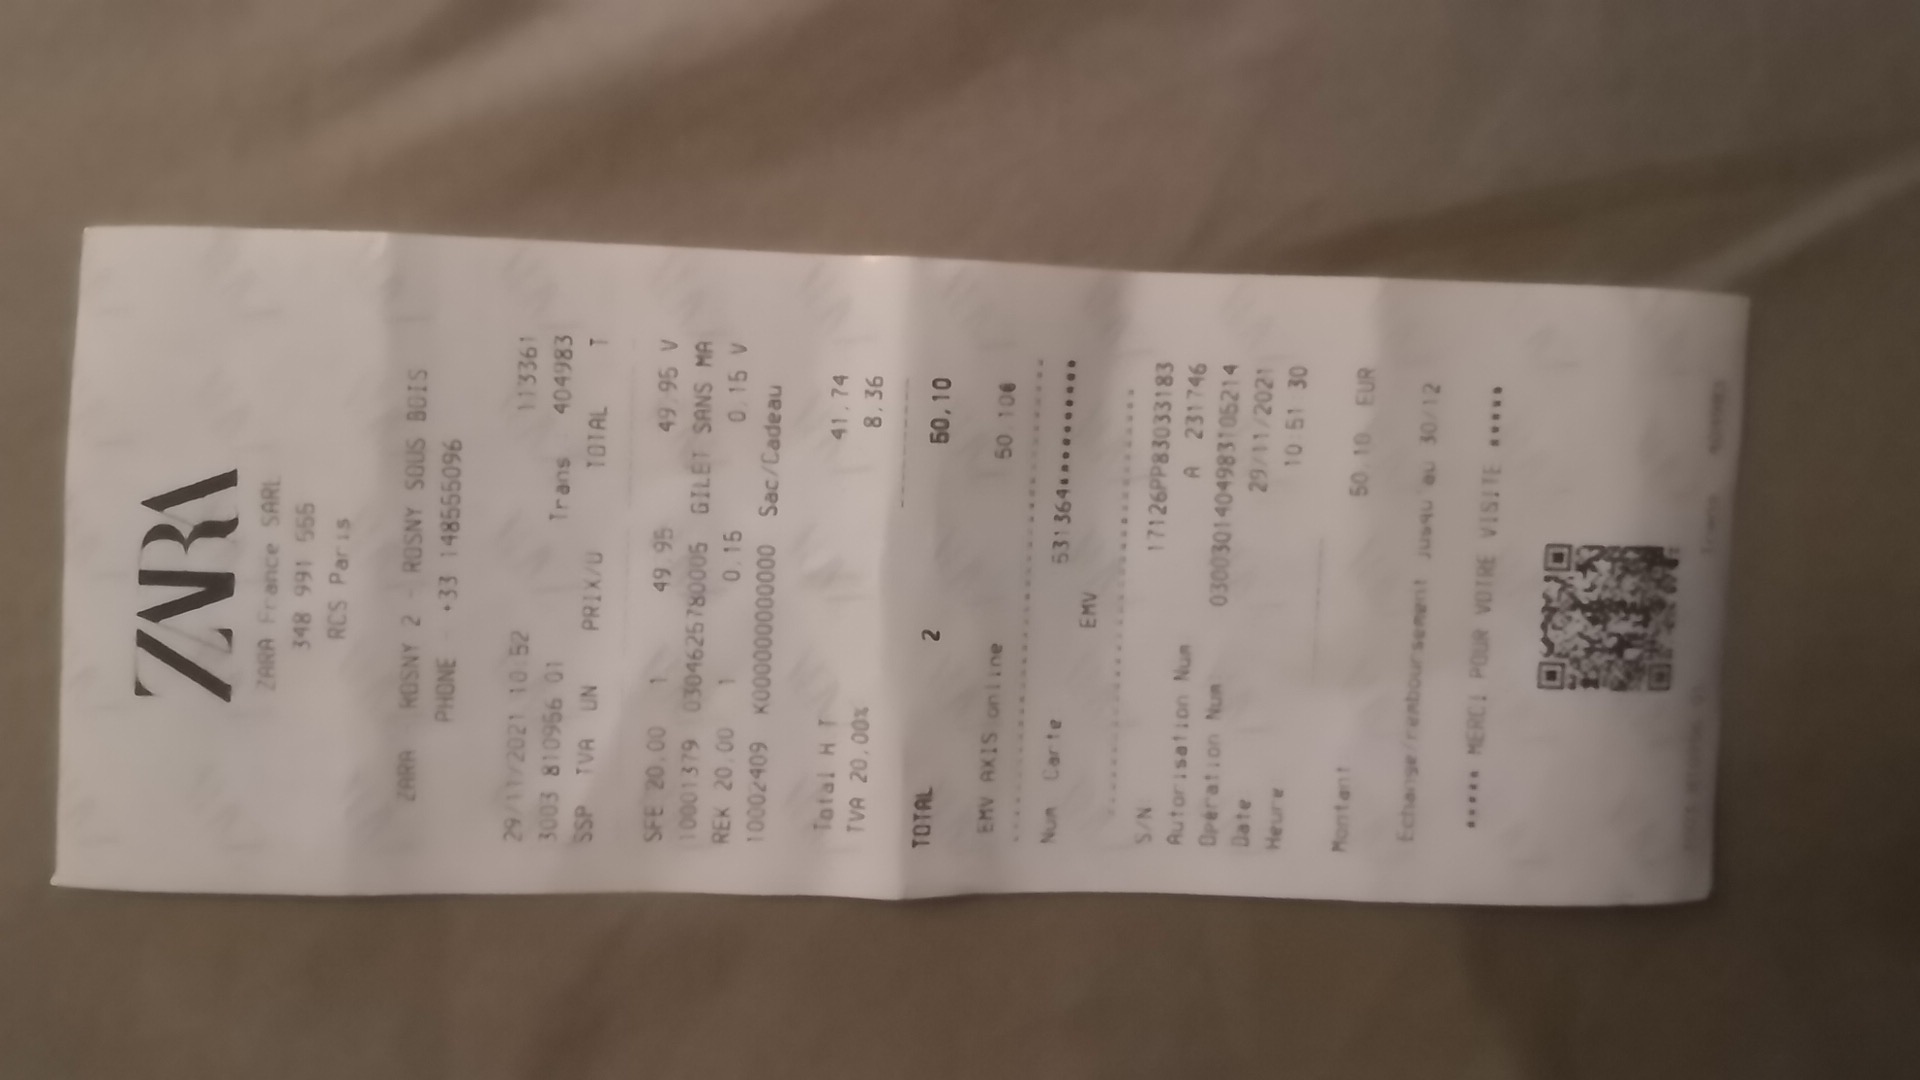 ZARA
ZARA France SARL
348 991 555
RCS Paris
ZARA ROSNY 2 - ROSNY SOUS BOIS
PHONE - +33 148555096
29/11/2021 10:52 113361
3003 810956 01 Trans 404983
SSP TVA UN PRIX/U TOTAL T
SFE 20.00 1 49.95 49.95 V
10001379 0304625780005 GILET SANS MA
REK 20.00 1 0.15 0.15 V
10002409 K0000000000000 Sac/Cadeau
Total H T 41.74
TVA 20,00% 8.36
TOTAL 2 50,10
EMV AXIS online 50.10€
Num Carte 531364************
EMV
S/N 17126PP83033183
Autorisation Num A 231746
Opération Num 0300301404983105214
Date 29/11/2021
Heure 10:51:30
Montant 50.10 EUR
Echange/remboursement jusqu'au 30/12
***** MERCI POUR VOTRE VISITE *****